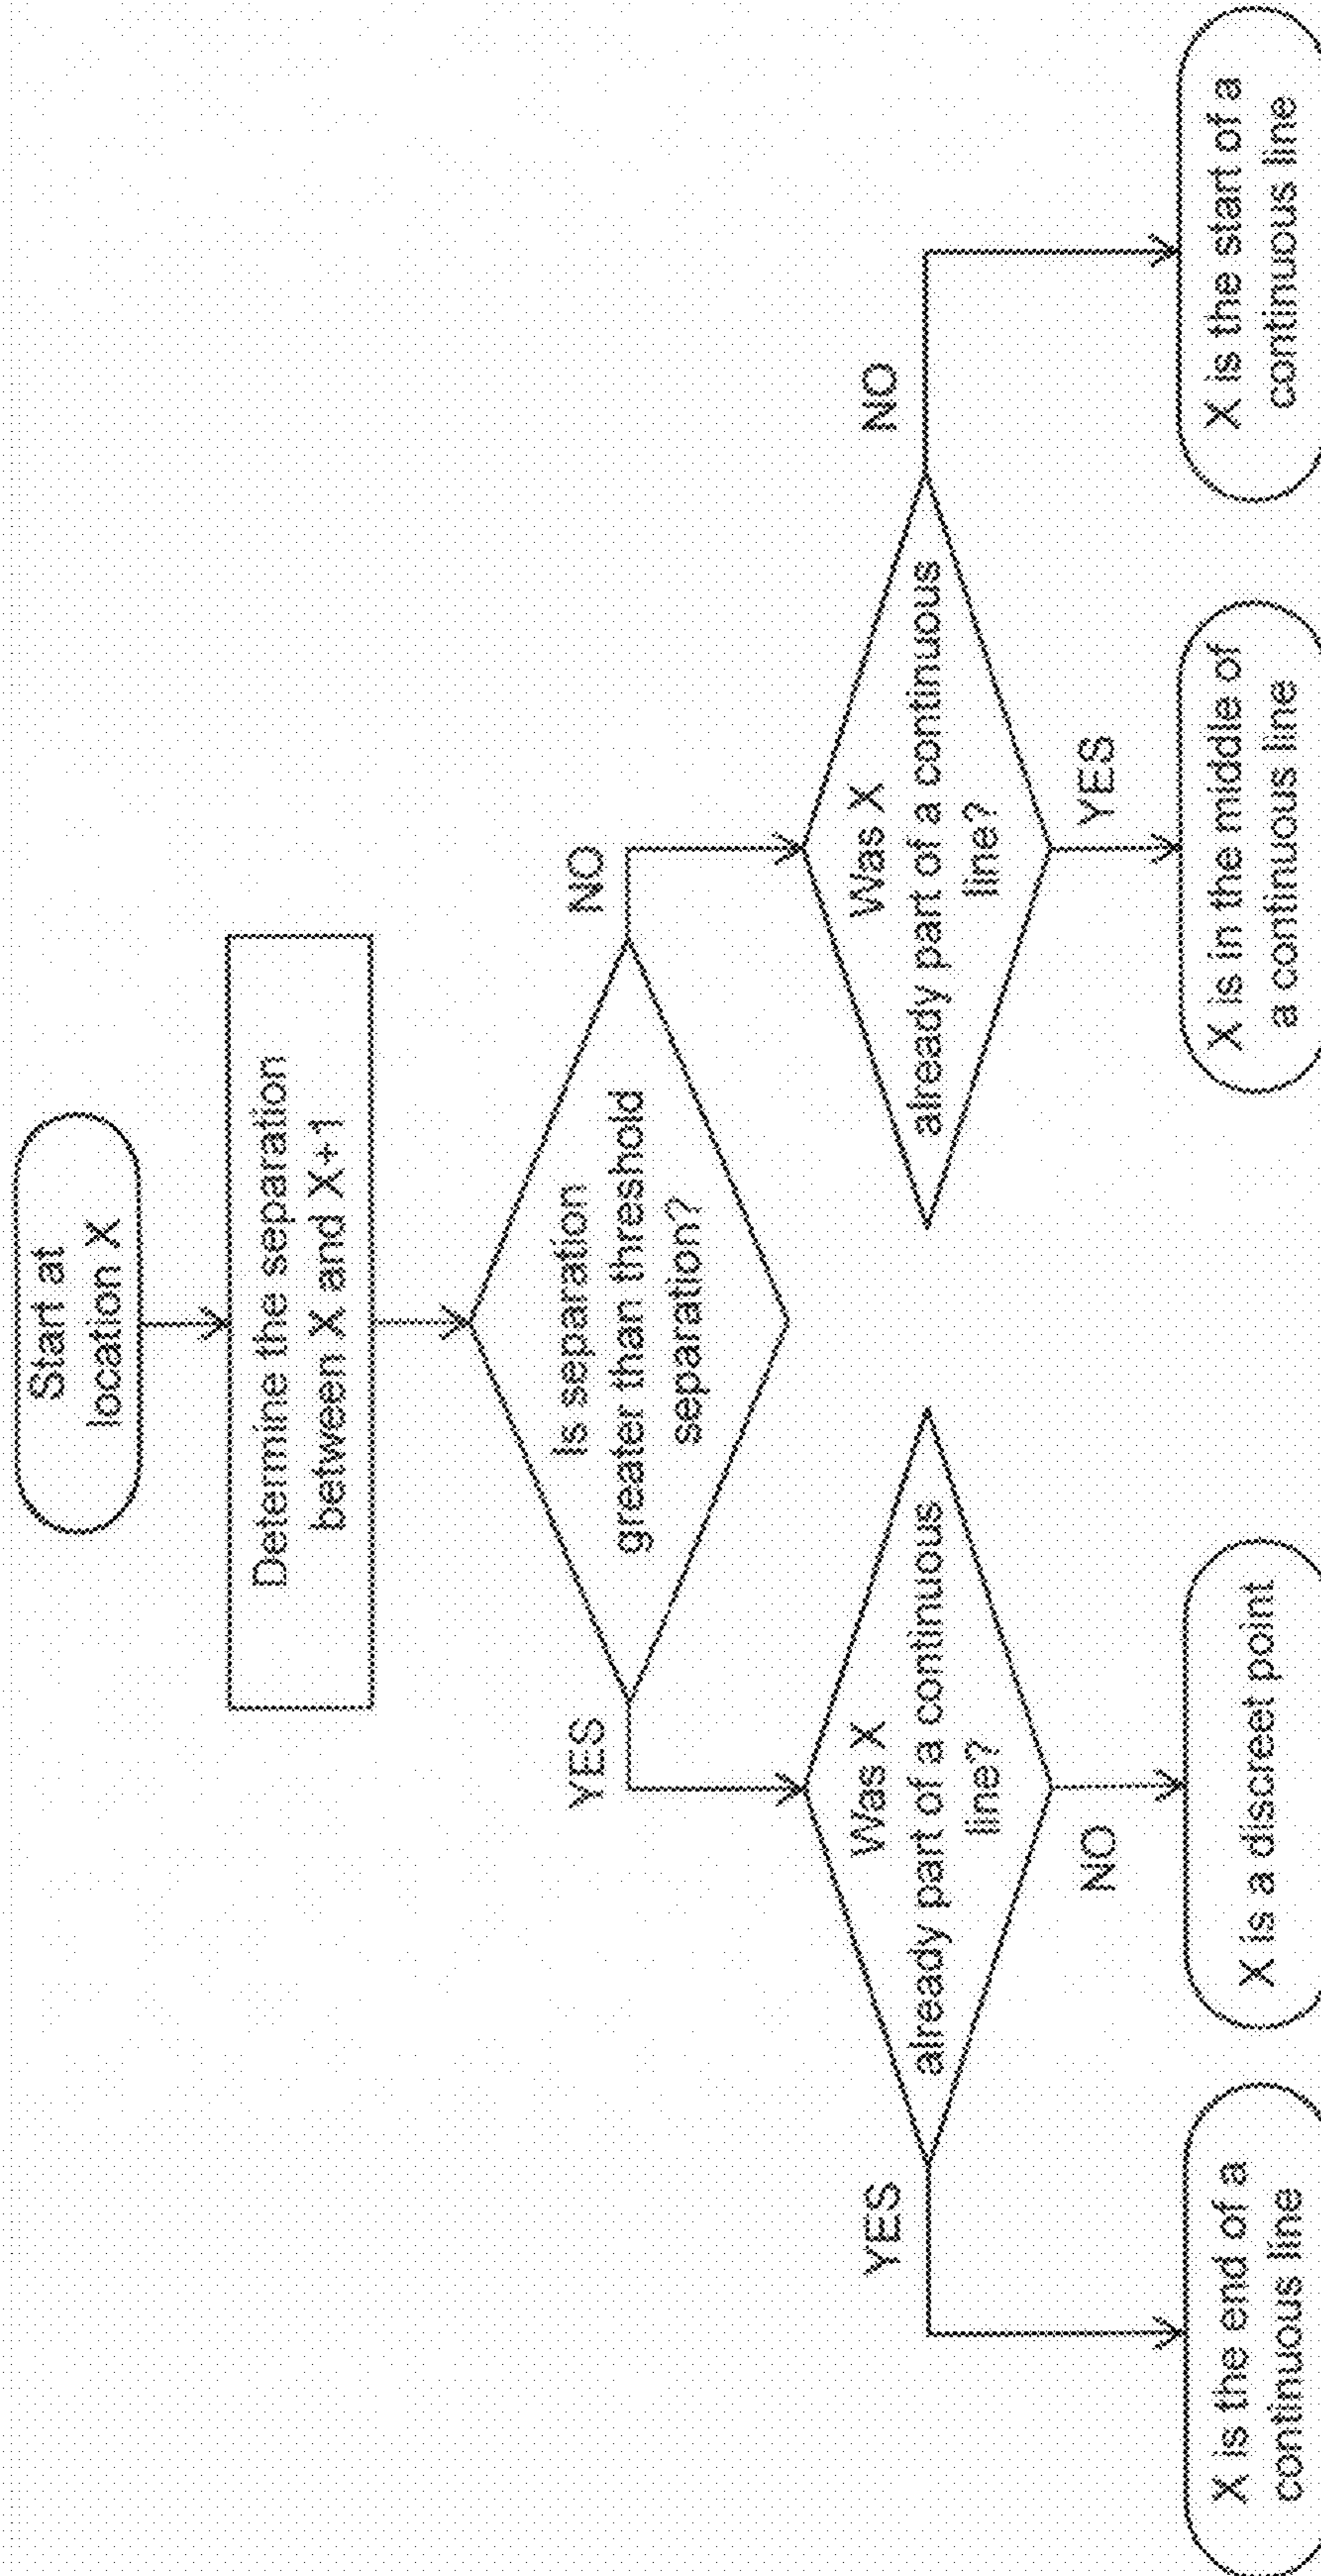 Start at
location X
Determine the separation
between X and X+1
Is separation
greater than threshold
separation?
YES
NO
Was X
already part of a continuous
line?
Was X
already part of a continuous
line?
YES
NO
YES
NO
X is the end of a
continuous line
X is a discreet point
X is in the middle of
a continuous line
X is the start of a
continuous line